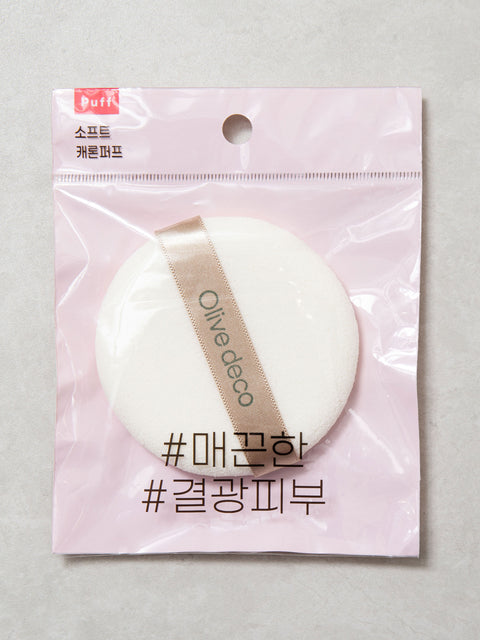 Puff
소프트
캐론퍼프
Olive deco
#매끈한
#결광피부